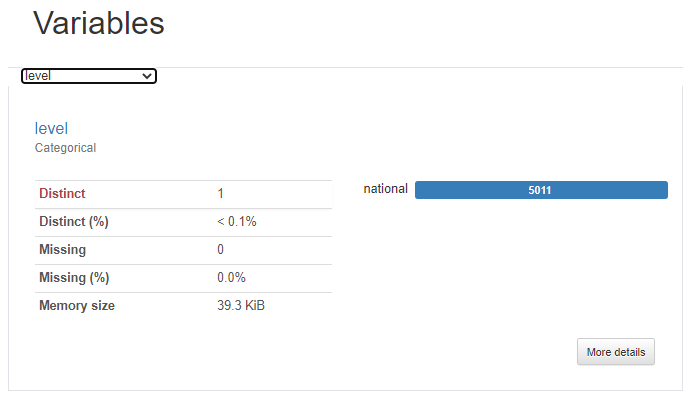 Variables
level
level
Categorical
Distinct 1
Distinct (%) < 0.1%
Missing 0
Missing (%) 0.0%
Memory size 39.3 KiB
national 5011
More details